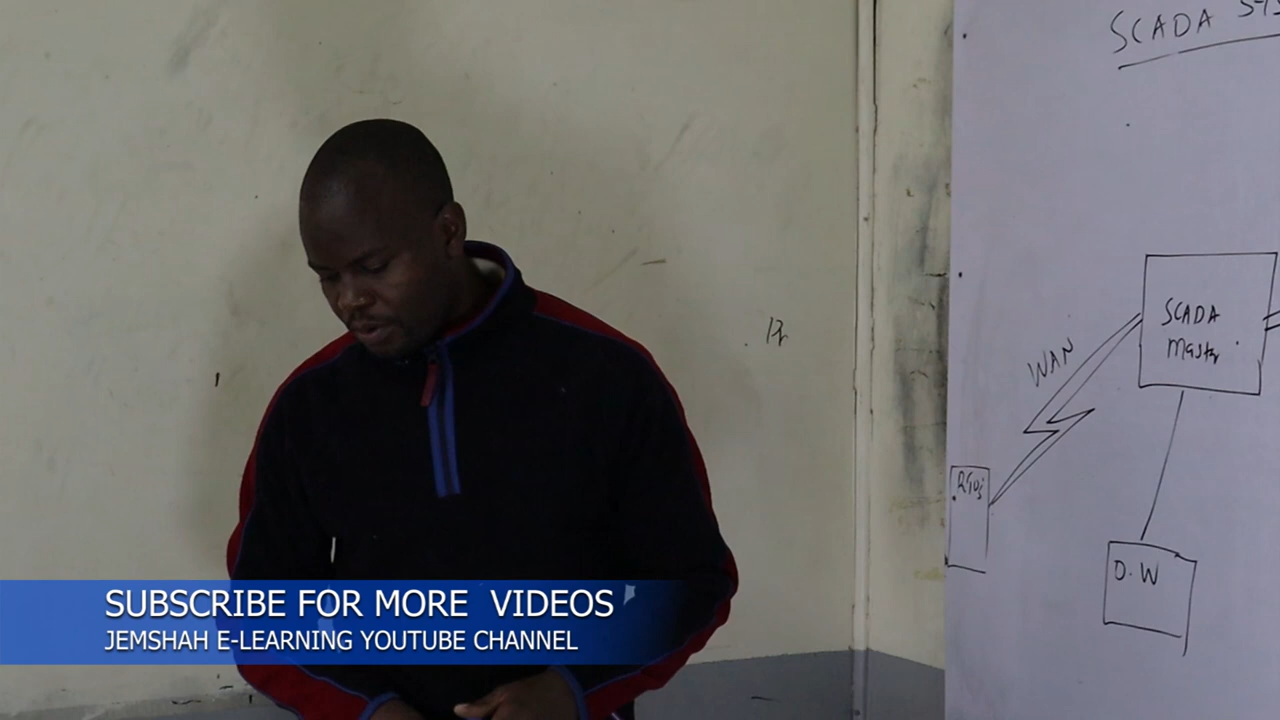 SCADA
SCADA
Master
WAN
D.W
SUBSCRIBE FOR MORE VIDEOS
JEMSHAH E-LEARNING YOUTUBE CHANNEL